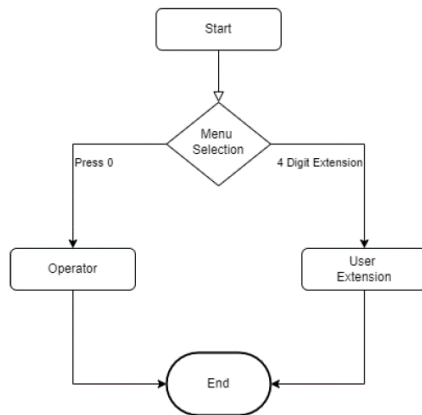 Start
Menu
Selection
Press 0
4 Digit Extension
Operator
User
Extension
End